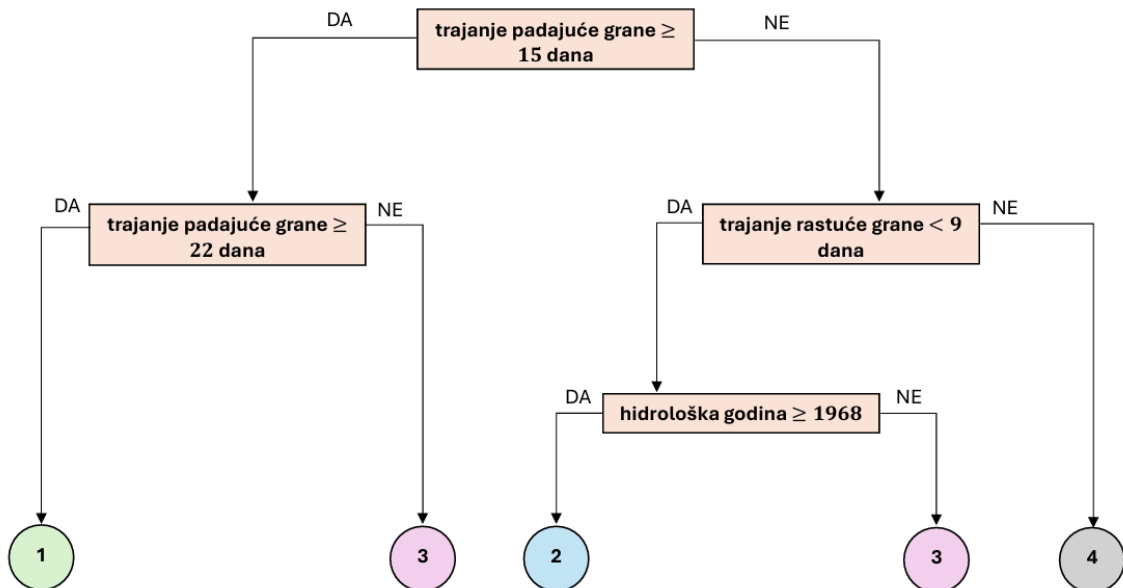 DA
trajanje padajuće grane ≥
15 dana
NE
DA
trajanje padajuće grane ≥
22 dana
NE
DA
trajanje rastuće grane < 9
dana
NE
DA
hidrološka godina ≥ 1968
NE
1
3
2
3
4